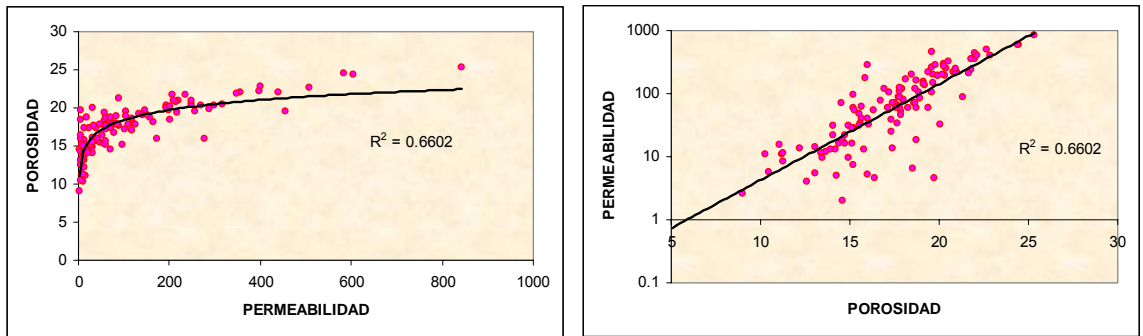 30
25
20
15
10
5
0
POROSIDAD
R² = 0.6602
0 200 400 600 800 1000
PERMEABILIDAD
1000
100
10
1
0.1
PERMEABILIDAD
R² = 0.6602
5 10 15 20 25 30
POROSIDAD